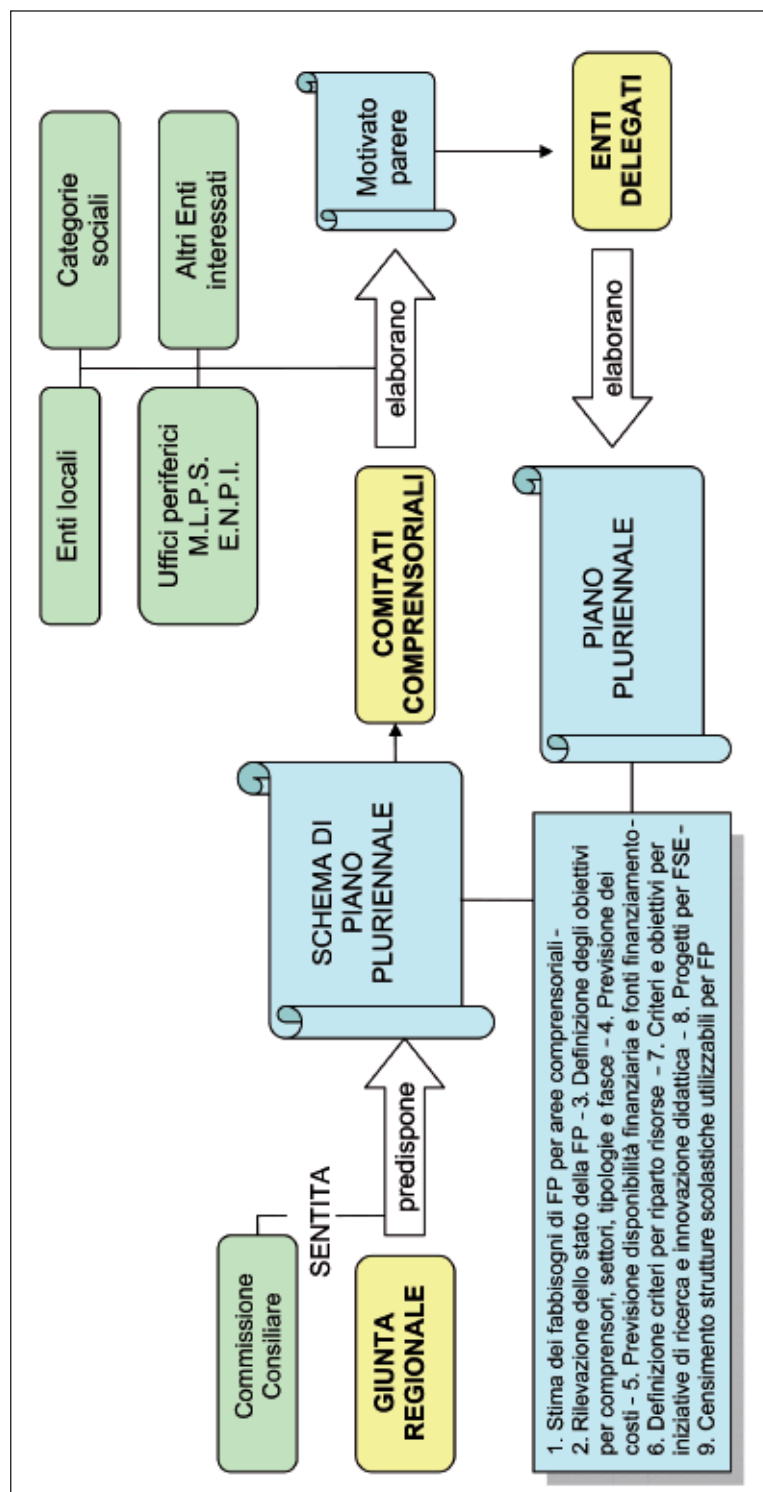 Commissione
Consiliare
SENTITA
GIUNTA
REGIONALE
predispone
SCHEMA DI
PIANO
PLURIENNALE
COMITATI
COMPRENSORIALI
Enti locali
Categorie
sociali
Uffici periferici
M.L.P.S.
E.N.P.I.
Altri Enti
interessati
elaborano
Motivato
parere
ENTI
DELEGATI
elaborano
PIANO
PLURIENNALE
1. Stima dei fabbisogni di FP per aree comprensoriali -
2. Rilevazione dello stato della FP - 3. Definizione degli obiettivi
per comprensori, settori, tipologie e fasce – 4. Previsione dei
costi - 5. Previsione disponibilità finanziaria e fonti finanziamento-
6. Definizione criteri per riparto risorse – 7. Criteri e obiettivi per
iniziative di ricerca e innovazione didattica - 8. Progetti per FSE –
9. Censimento strutture scolastiche utilizzabili per FP